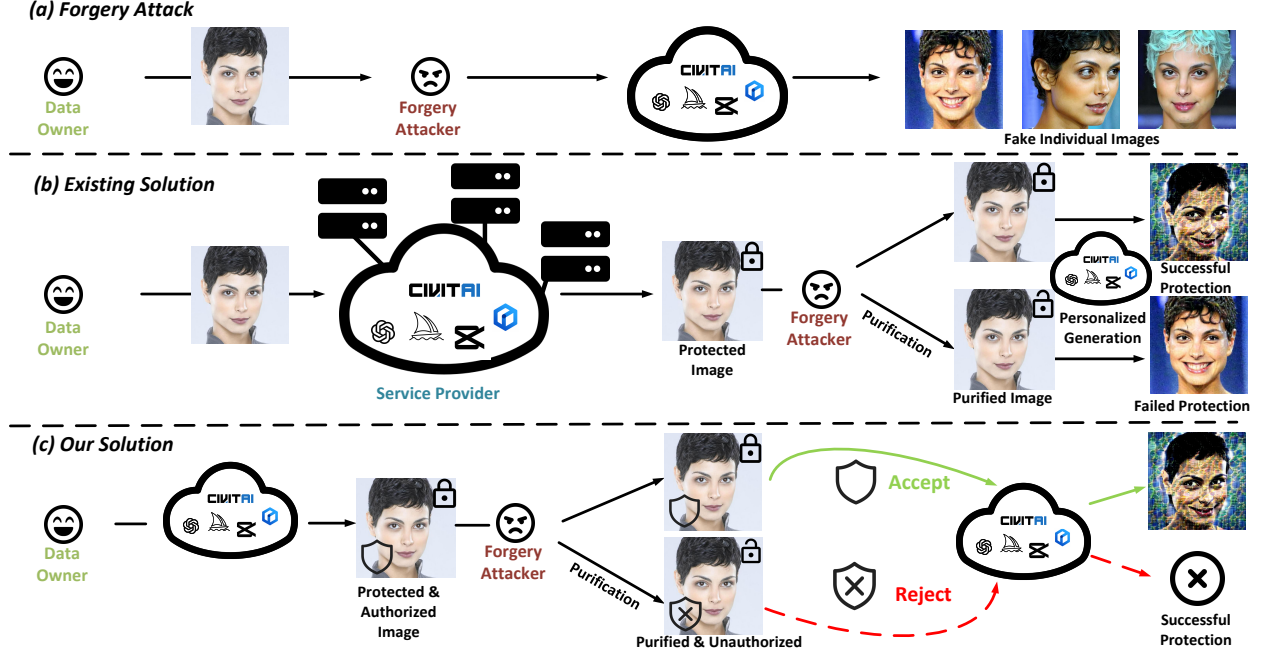 (a) Forgery Attack
Data
Owner
Forgery
Attacker
CIVITAI
Fake Individual Images
(b) Existing Solution
Data
Owner
CIVITAI
Service Provider
Protected
Image
Forgery
Attacker
Purification
Purified Image
CIVITAI
Personalized
Generation
Successful
Protection
Failed Protection
(c) Our Solution
Data
Owner
CIVITAI
Protected &
Authorized
Image
Forgery
Attacker
Purification
Purified & Unauthorized
Accept
Reject
CIVITAI
Successful
Protection